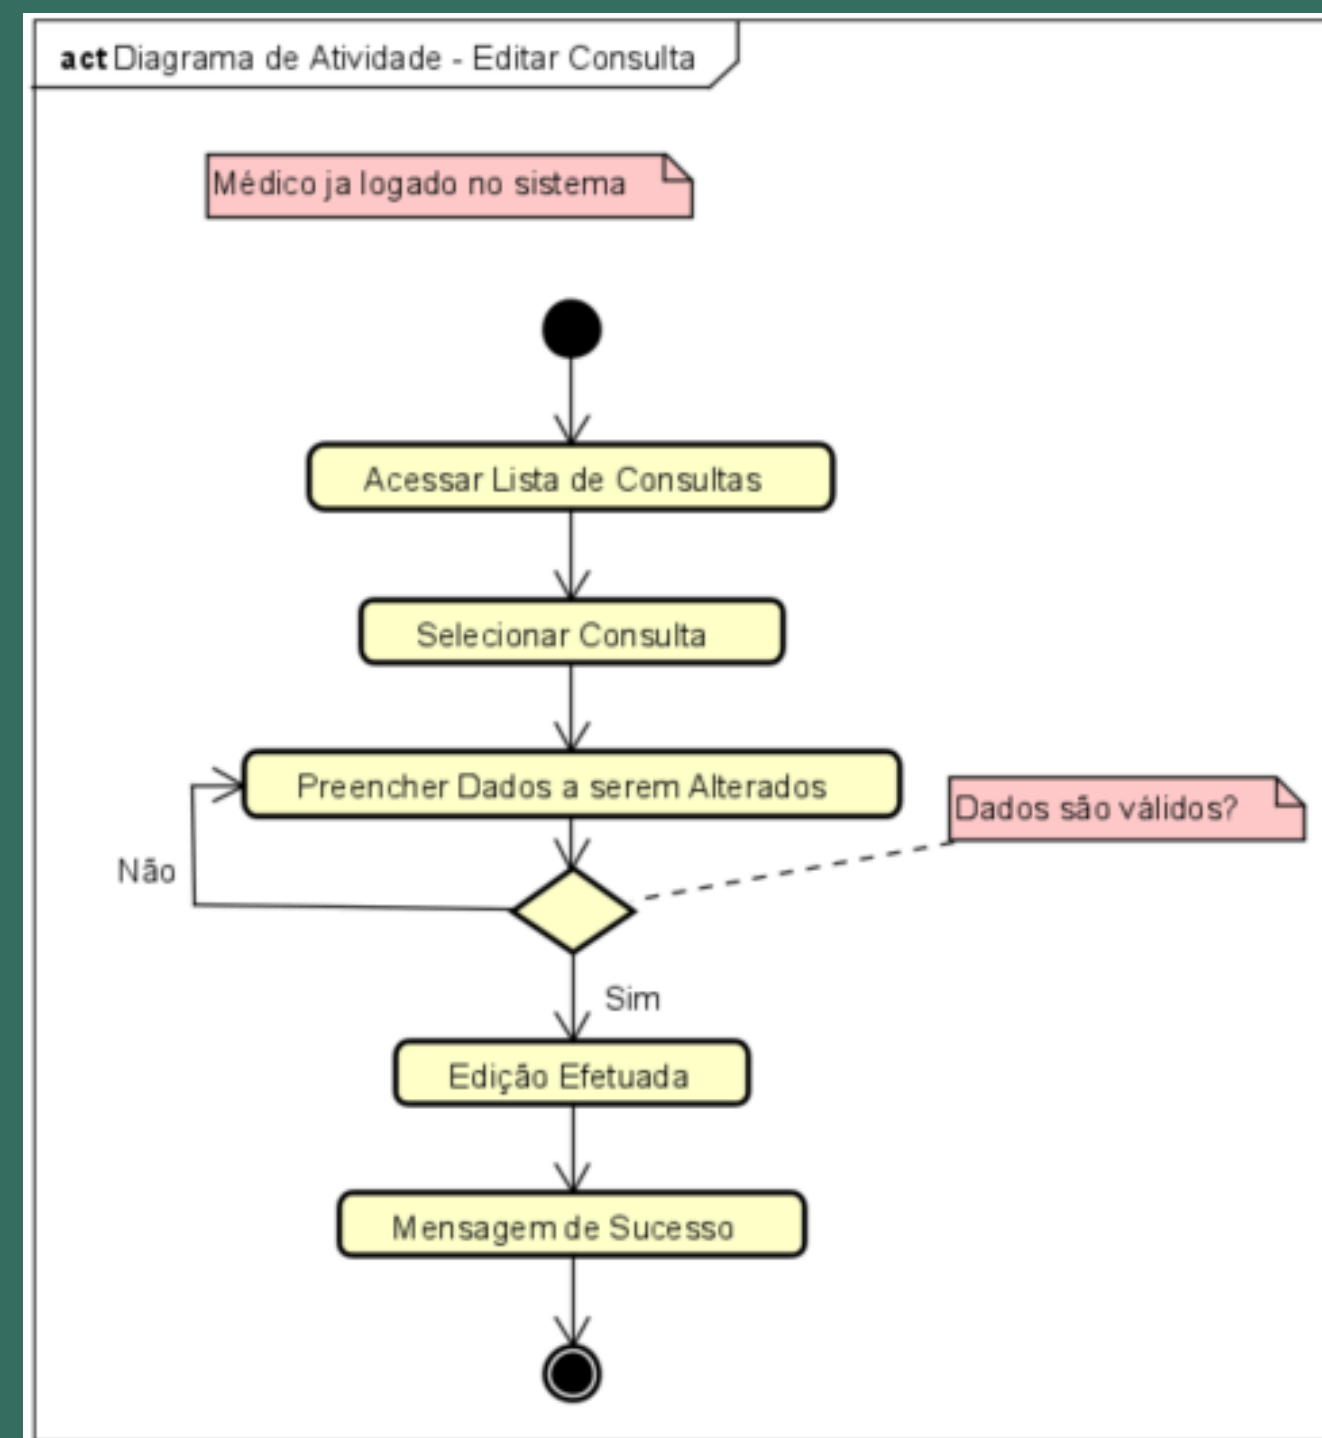 act Diagrama de Atividade - Editar Consulta
Médico ja logado no sistema
Acessar Lista de Consultas
Selecionar Consulta
Preencher Dados a serem Alterados
Dados são válidos?
Não
Sim
Edição Efetuada
Mensagem de Sucesso